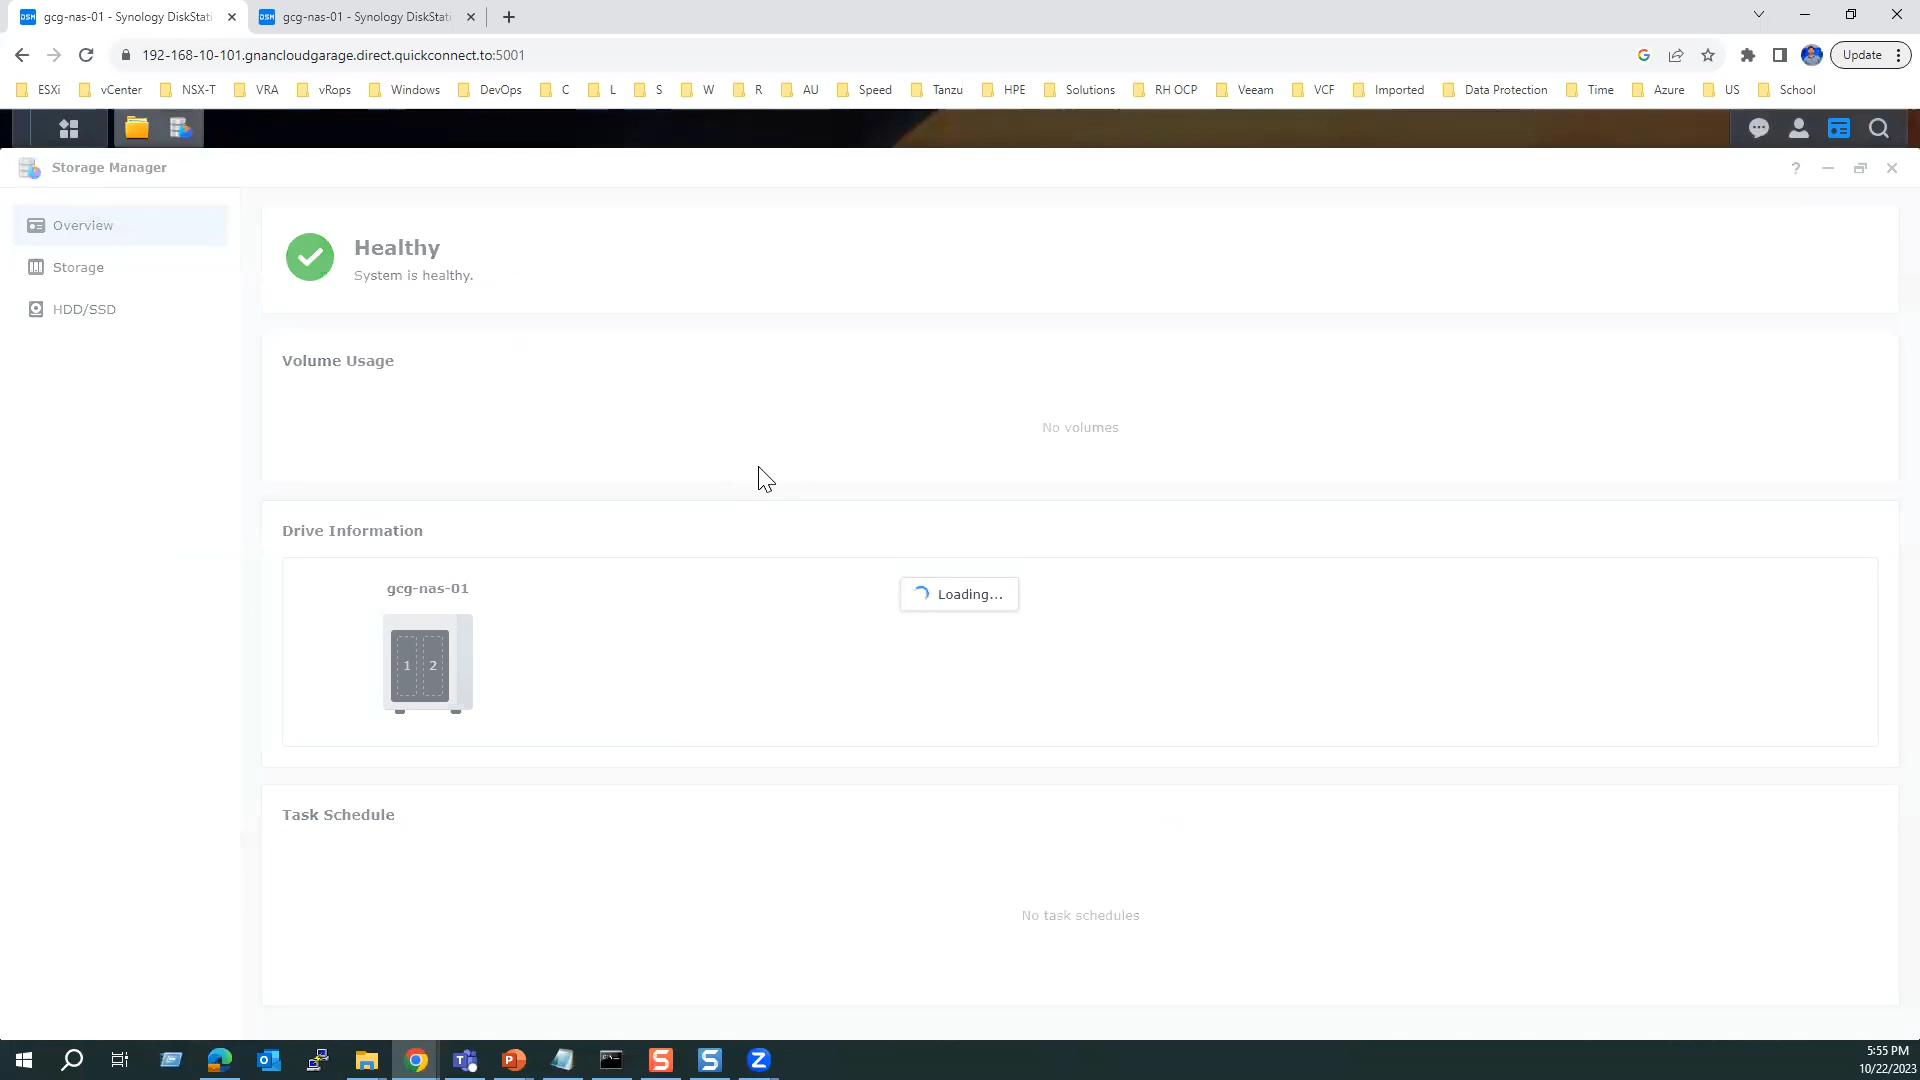 gcg-nas-01 - Synology DiskStati
gcg-nas-01 - Synology DiskStati
192-168-10-101.gnancloudgarage.direct.quickconnect.to:5001
Update
ESXi vCenter NSX-T VRA vRops Windows DevOps C L S W R AU Speed Tanzu HPE Solutions RH OCP Veeam VCF Imported Data Protection Time Azure US School
Storage Manager
Overview
Storage
HDD/SSD
Healthy
System is healthy.
Volume Usage
No volumes
Drive Information
gcg-nas-01
1 2
Loading...
Task Schedule
No task schedules
5:55 PM
10/22/2023